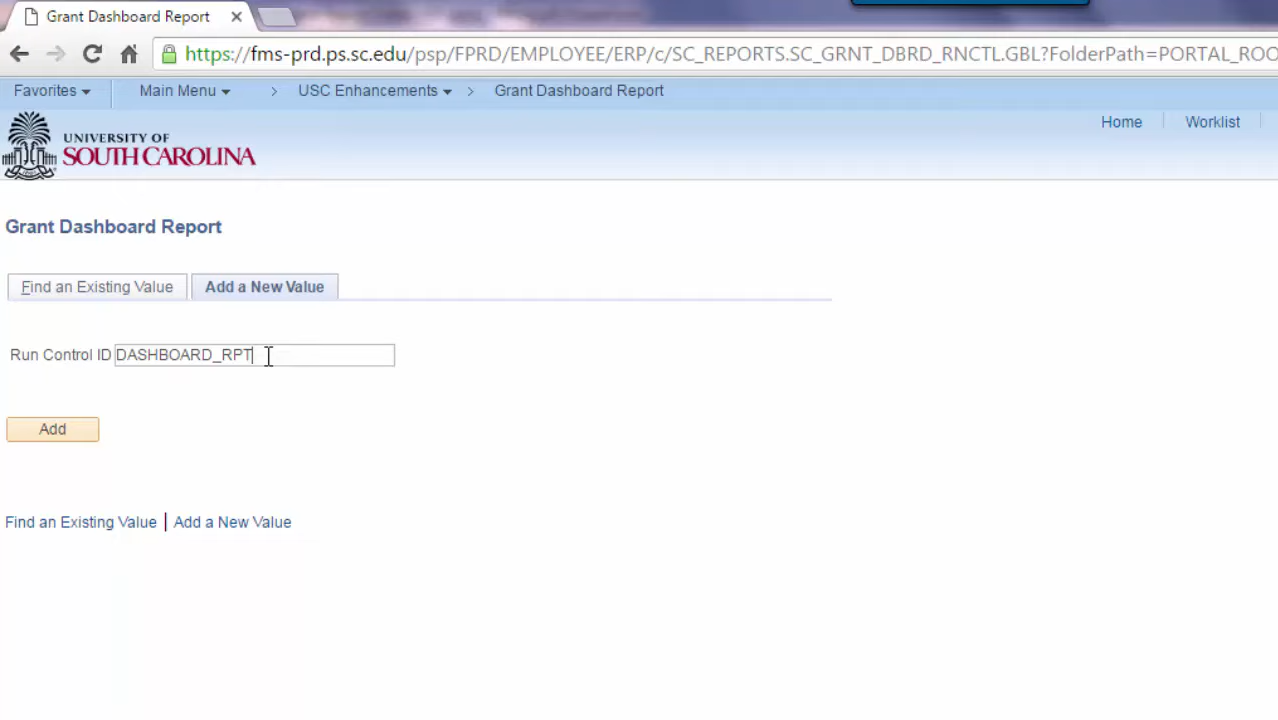 Grant Dashboard Report
https://fms-prd.ps.sc.edu/psp/FPRD/EMPLOYEE/ERP/c/SC_REPORTS.SC_GRNT_DBRD_RNCTL.GBL?FolderPath=PORTAL_ROO
Favorites Main Menu > USC Enhancements > Grant Dashboard Report
Home Worklist
UNIVERSITY OF
SOUTH CAROLINA
Grant Dashboard Report
Find an Existing Value Add a New Value
Run Control ID DASHBOARD_RPT
Add
Find an Existing Value | Add a New Value